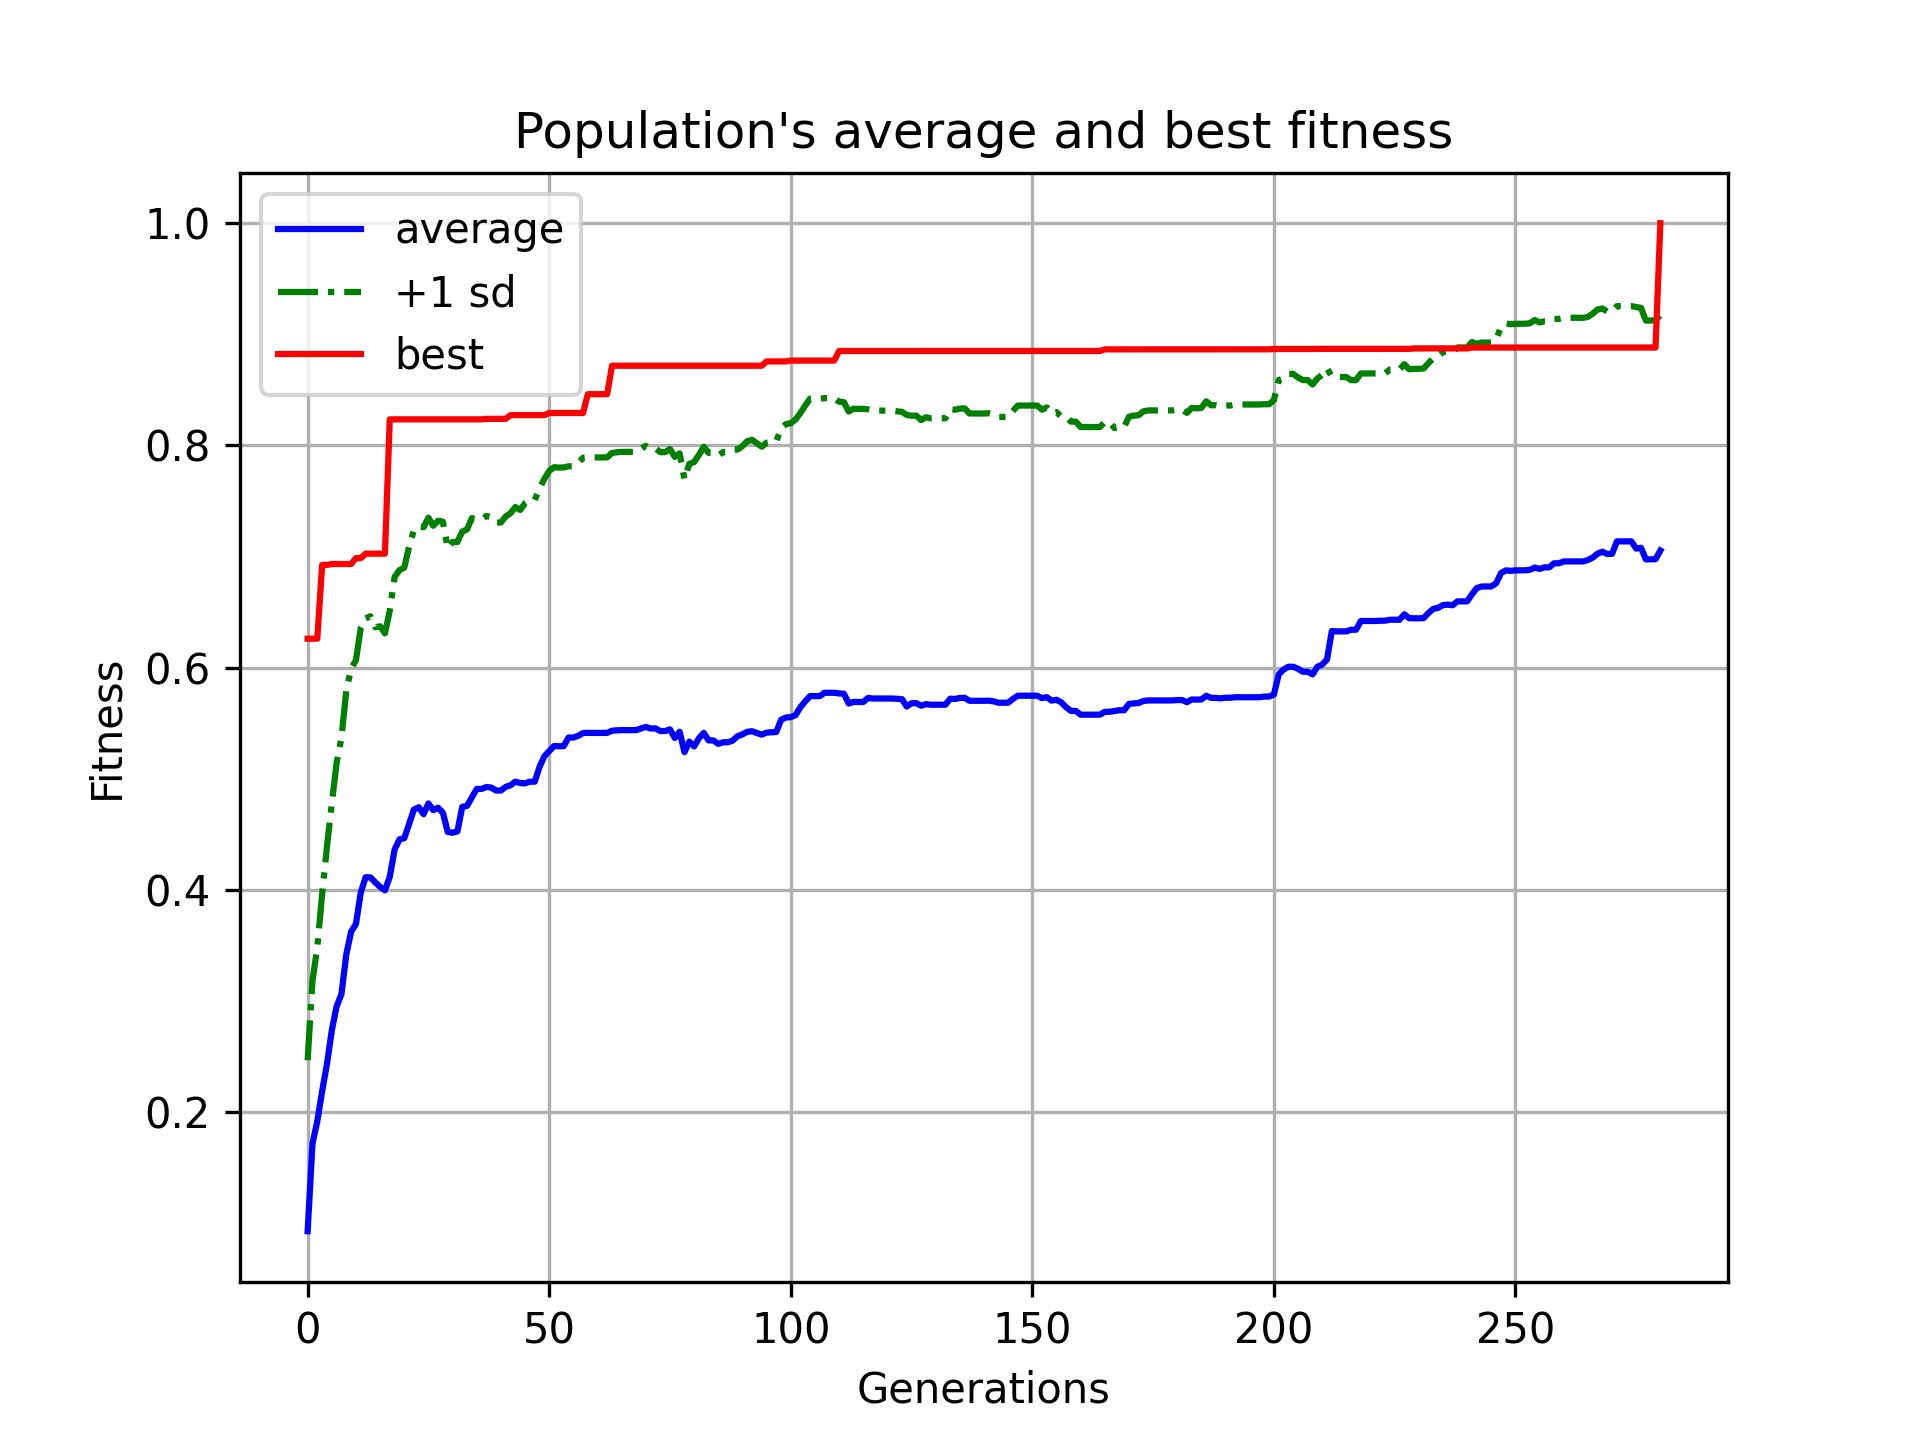 Population's average and best fitness
average
+1 sd
best
1.0
0.8
0.6
0.4
0.2
Fitness
0 50 100 150 200 250
Generations